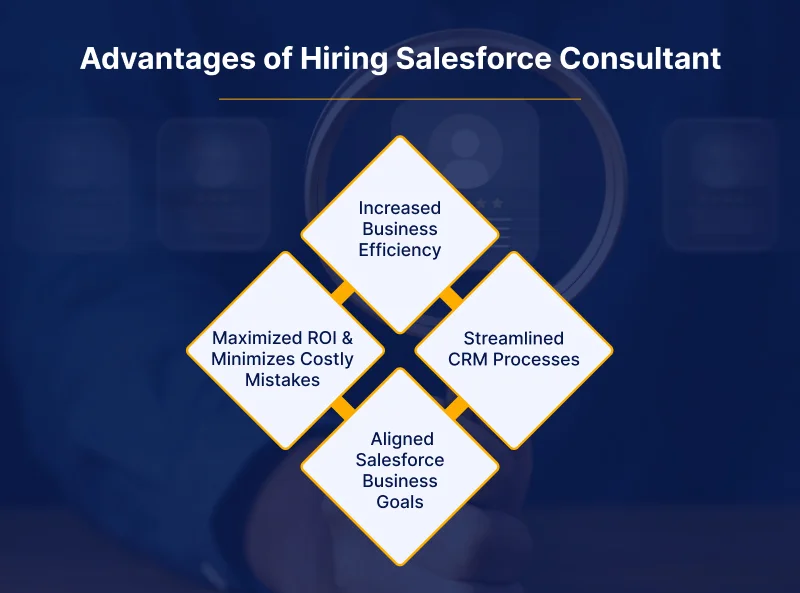 Advantages of Hiring Salesforce Consultant
Increased
Business
Efficiency
Maximized ROI &
Minimizes Costly
Mistakes
Streamlined
CRM Processes
Aligned
Salesforce
Business
Goals